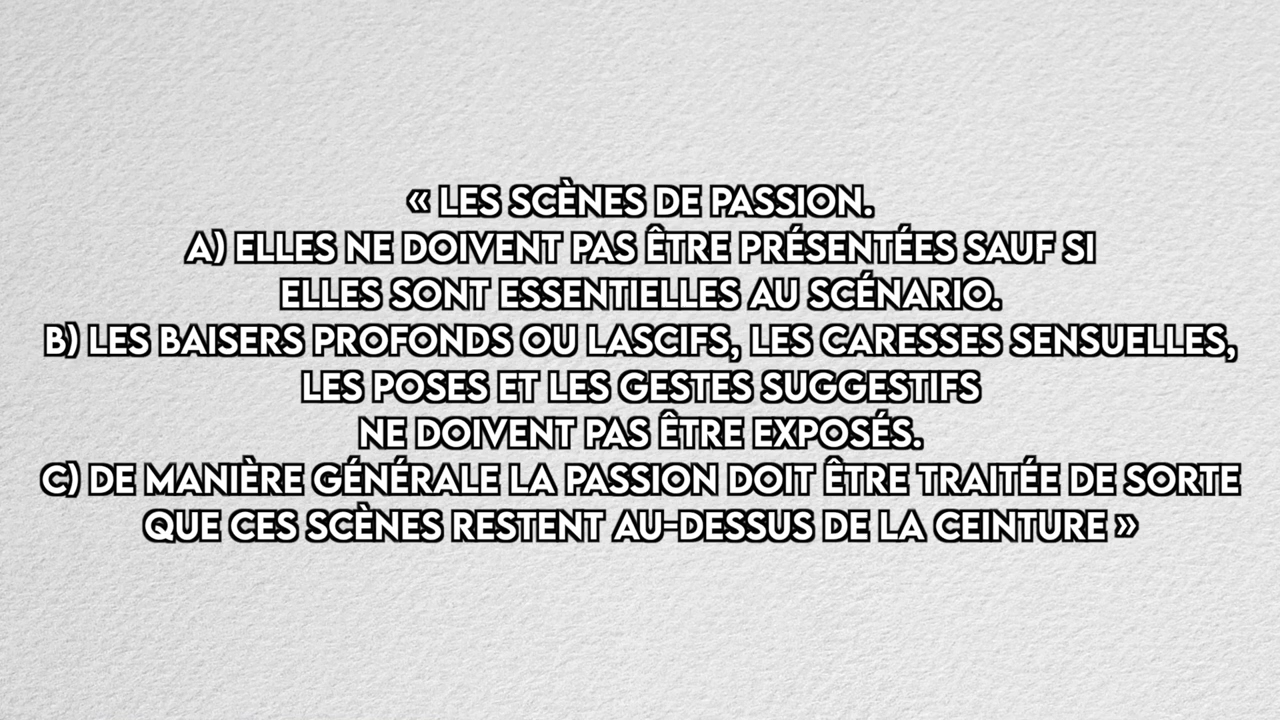 « LES SCÈNES DE PASSION.
A) ELLES NE DOIVENT PAS ÊTRE PRÉSENTÉES SAUF SI
ELLES SONT ESSENTIELLES AU SCÉNARIO.
B) LES BAISERS PROFONDS OU LASCIFS, LES CARESSES SENSUELLES,
LES POSES ET LES GESTES SUGGESTIFS
NE DOIVENT PAS ÊTRE EXPOSÉS.
C) DE MANIÈRE GÉNÉRALE LA PASSION DOIT ÊTRE TRAITÉE DE SORTE
QUE CES SCÈNES RESTENT AU-DESSUS DE LA CEINTURE »